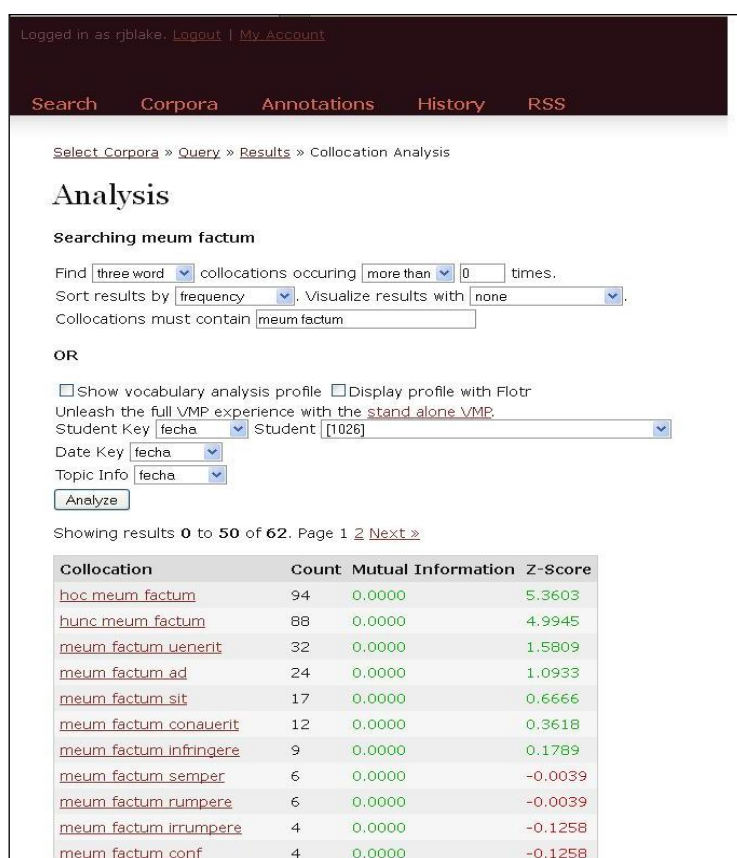 Logged in as rjblake. Logout | My Account
Search Corpora Annotations History RSS
Select Corpora » Query » Results » Collocation Analysis
Analysis
Searching meum factum
Find three word collocations occuring more than 0 times.
Sort results by frequency . Visualize results with none .
Collocations must contain meum factum
OR
Show vocabulary analysis profile Display profile with Flotr
Unleash the full VMP experience with the stand alone VMP.
Student Key fecha Student [1026]
Date Key fecha
Topic Info fecha
Analyze
Showing results 0 to 50 of 62. Page 1 2 Next »
Collocation Count Mutual Information Z-Score
hoc meum factum 94 0.0000 5.3603
hunc meum factum 88 0.0000 4.9945
meum factum uenerit 32 0.0000 1.5809
meum factum ad 24 0.0000 1.0933
meum factum sit 17 0.0000 0.6666
meum factum conauerit 12 0.0000 0.3618
meum factum infringere 9 0.0000 0.1789
meum factum semper 6 0.0000 -0.0039
meum factum rumpere 6 0.0000 -0.0039
meum factum irrumpere 4 0.0000 -0.1258
meum factum conf 4 0.0000 -0.1258